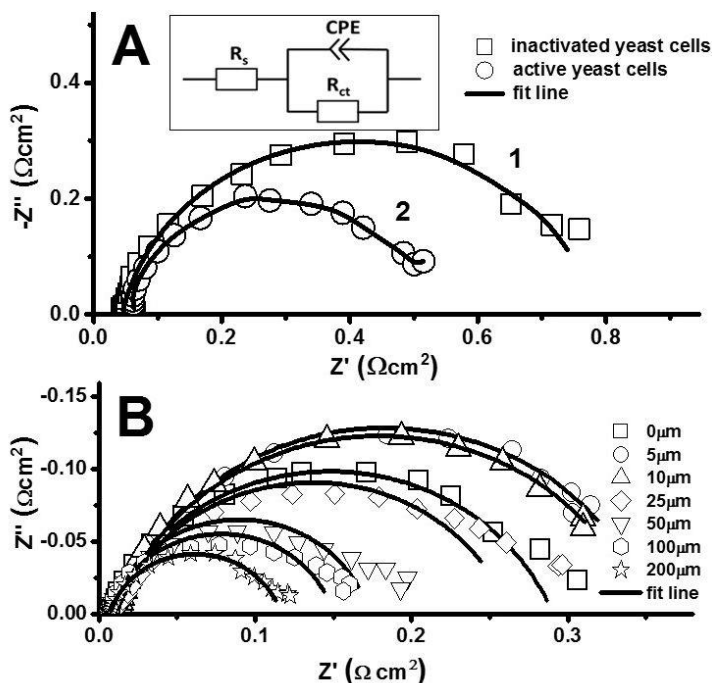 A
CPE
Rs
Rct
inactivated yeast cells
active yeast cells
fit line
1
2
-Z'' (Ωcm²)
0.4
0.2
0.0
0.0 0.2 0.4 0.6 0.8
Z' (Ωcm²)
B
0μm
5μm
10μm
25μm
50μm
100μm
200μm
fit line
Z'' (Ωcm²)
-0.15
-0.10
-0.05
0.00
0.0 0.1 0.2 0.3
Z' (Ω cm²)